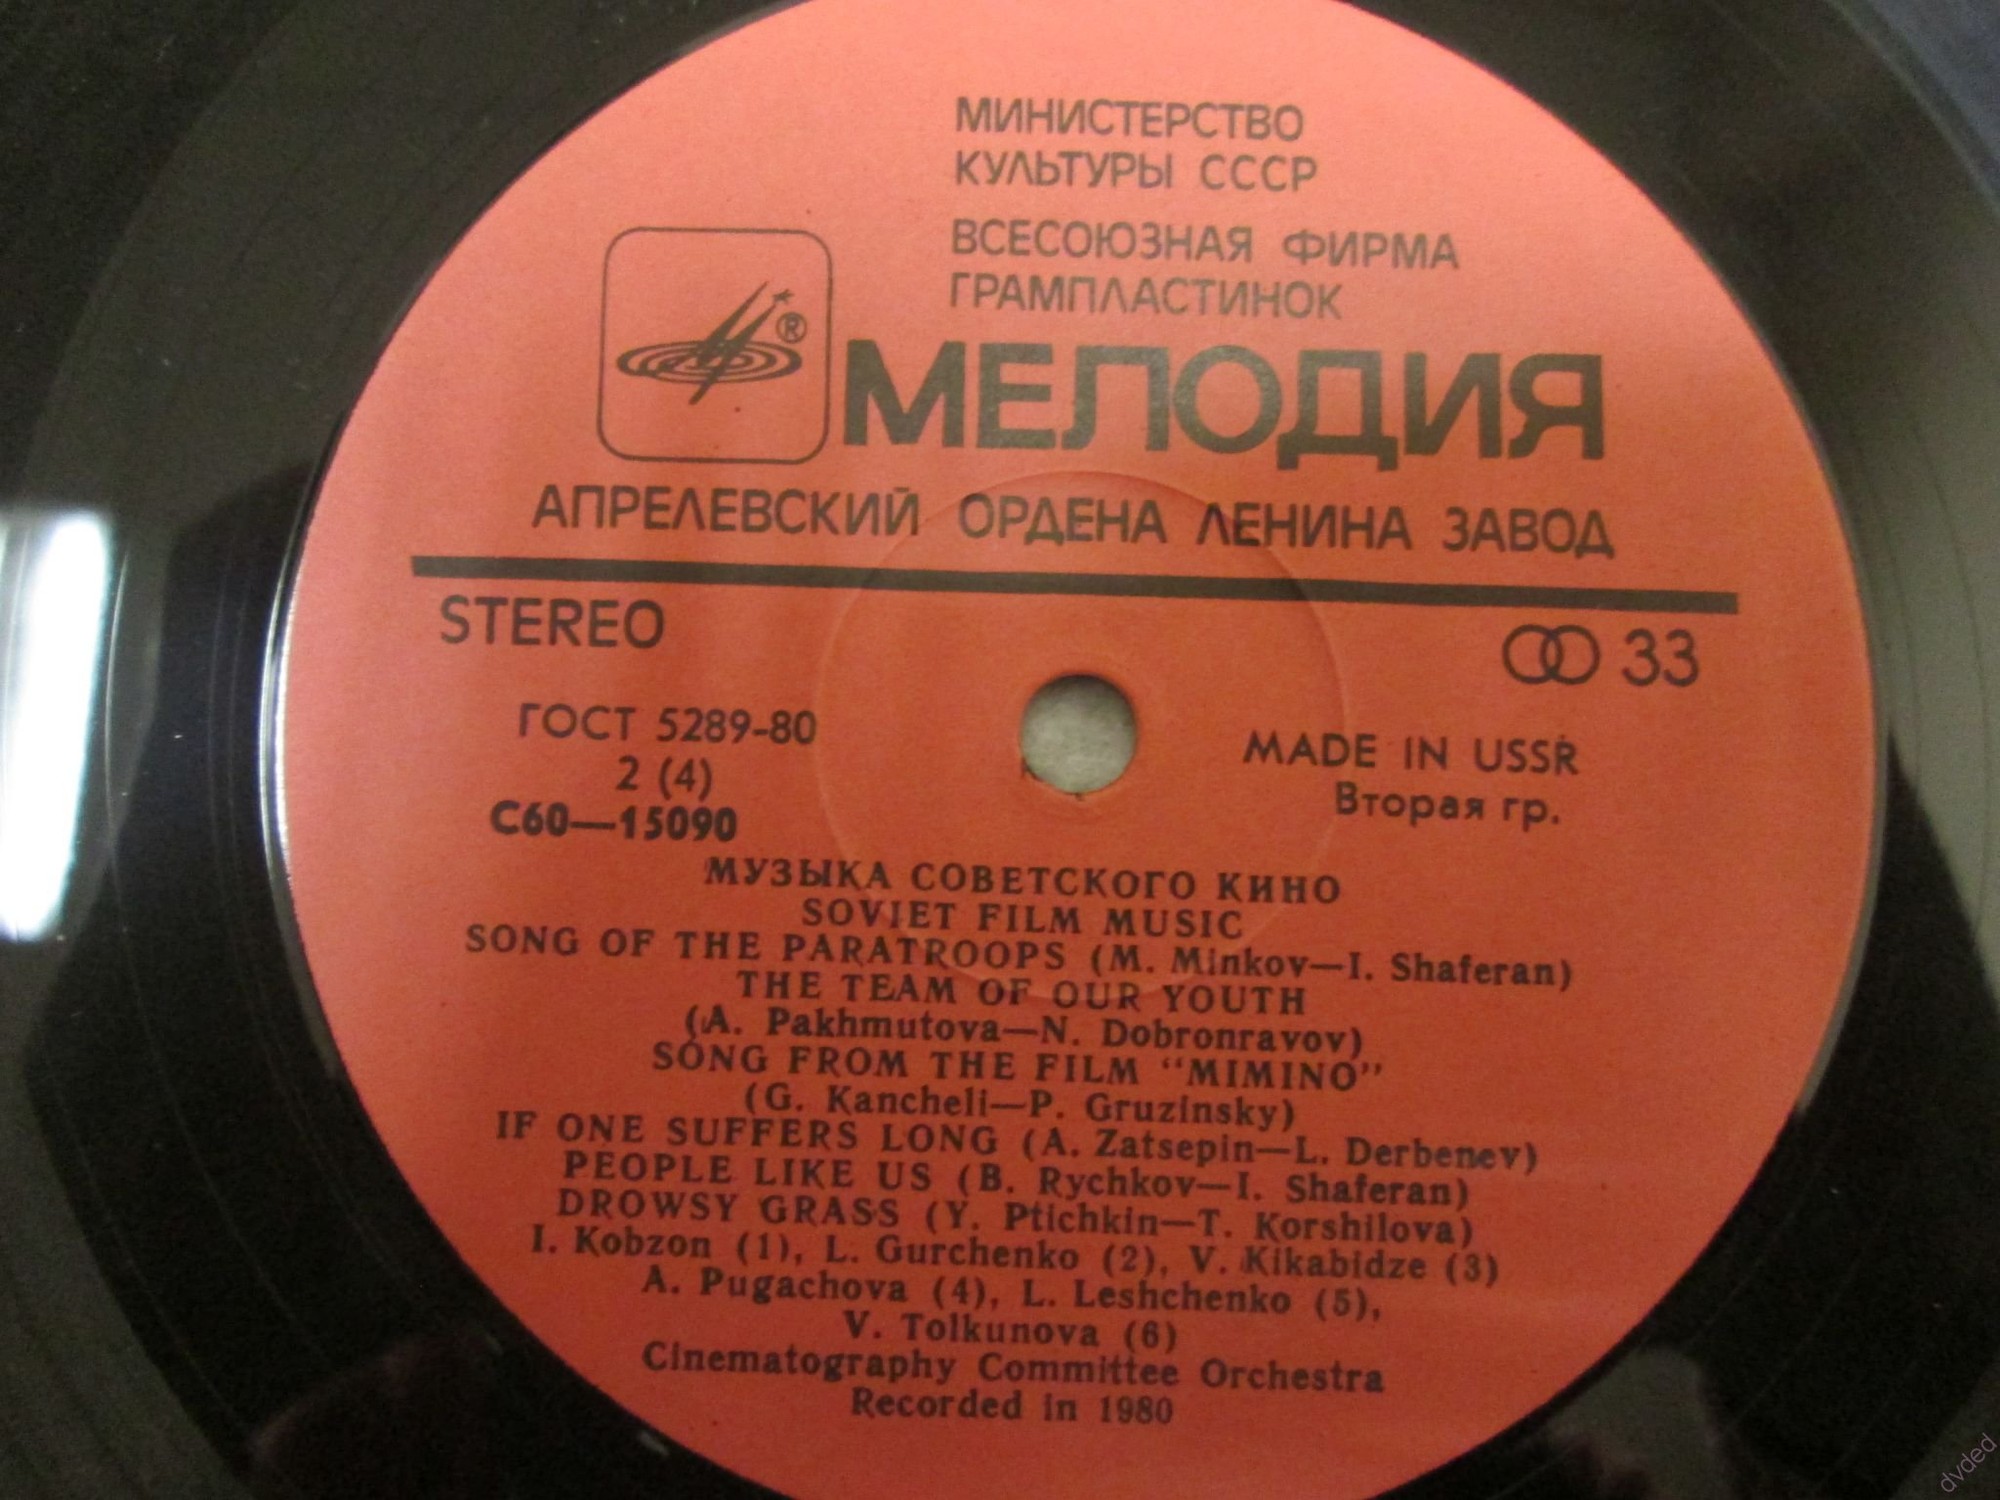 МИНИСТЕРСТВО
КУЛЬТУРЫ СССР
ВСЕСОЮЗНАЯ ФИРМА
ГРАМПЛАСТИНОК
®
МЕЛОДИЯ
АПРЕЛЕВСКИЙ ОРДЕНА ЛЕНИНА ЗАВОД
STEREO
33
ГОСТ 5289-80
MADE IN USSR
2 (4)
Вторая гр.
С60—15090
МУЗЫКА СОВЕТСКОГО КИНО
SOVIET FILM MUSIC
SONG OF THE PARATROOPS (M. Minkov—I. Shaferan)
THE TEAM OF OUR YOUTH
(A. Pakhmutova—N. Dobronravov)
SONG FROM THE FILM "MIMINO"
(G. Kancheli—P. Gruzinsky)
IF ONE SUFFERS LONG (A. Zatsepin—L. Derbenev)
PEOPLE LIKE US (B. Rychkov—I. Shaferan)
DROWSY GRASS (Y. Ptichkin—T. Korshilova)
I. Kobzon (1), L. Gurchenko (2), V. Kikabidze (3)
A. Pugachova (4), L. Leshchenko (5),
V. Tolkunova (6)
Cinematography Committee Orchestra
Recorded in 1980
dvded